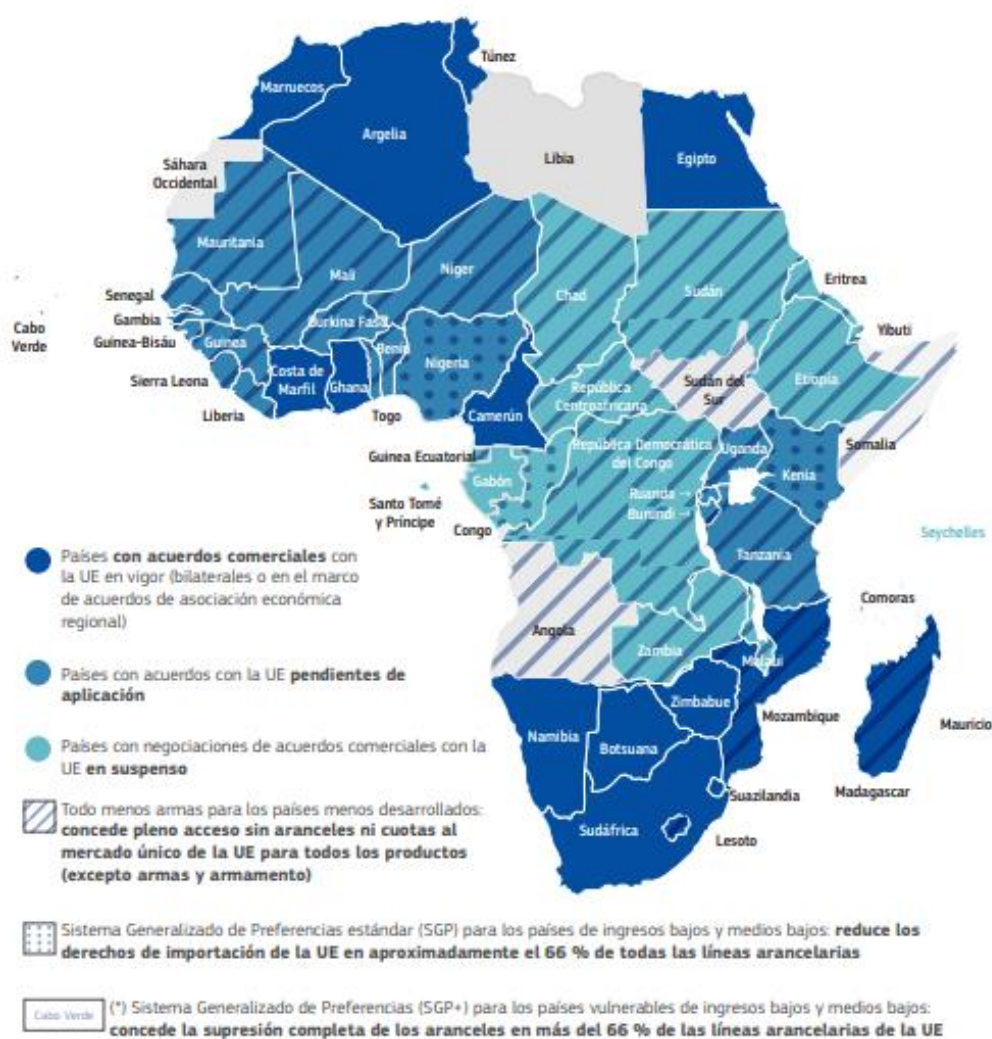 Túnez
Marruecos
Argelia
Libia
Egipto
Sáhara
Occidental
Mauritania
Malí
Níger
Chad
Sudán
Eritrea
Cabo
Verde
Senegal
Gambia
Guinea-Bisáu
Guinea
Burkina Faso
Benín
Nigeria
Yibuti
Sierra Leona
Costa de
Marfil
Ghana
Camerún
República
Centroafricana
Sudán del
Sur
Etiopía
Liberia
Togo
Somalia
Guinea Ecuatorial
República Democrática
del Congo
Uganda
Kenia
Gabón
Ruanda →
Burundi →
Santo Tomé
y Príncipe
Congo
Seychelles
Tanzania
Comoras
Angola
Zambia
Malaui
Zimbabue
Mozambique
Mauricio
Namibia
Botsuana
Suazilandia
Madagascar
Sudáfrica
Lesoto
Países con acuerdos comerciales con
la UE en vigor (bilaterales o en el marco
de acuerdos de asociación económica
regional)
Países con acuerdos con la UE pendientes de
aplicación
Países con negociaciones de acuerdos comerciales con la
UE en suspenso
Todo menos armas para los países menos desarrollados:
concede pleno acceso sin aranceles ni cuotas al
mercado único de la UE para todos los productos
(excepto armas y armamento)
Sistema Generalizado de Preferencias estándar (SGP) para los países de ingresos bajos y medios bajos: reduce los
derechos de importación de la UE en aproximadamente el 66 % de todas las líneas arancelarias
Cabo Verde
(*) Sistema Generalizado de Preferencias (SGP+) para los países vulnerables de ingresos bajos y medios bajos:
concede la supresión completa de los aranceles en más del 66 % de las líneas arancelarias de la UE